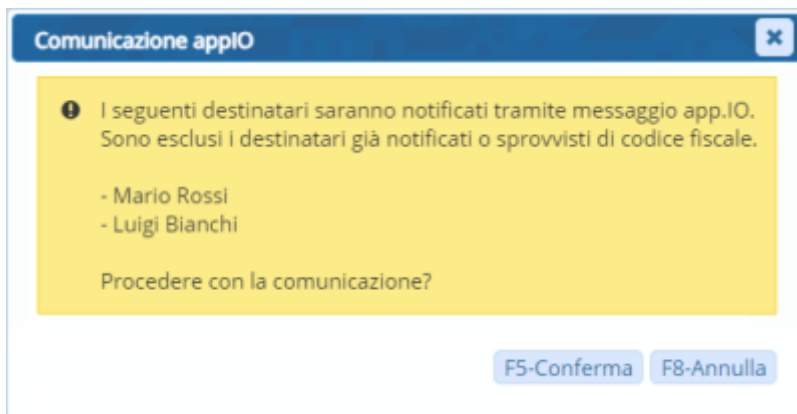 Comunicazione appIO
I seguenti destinatari saranno notificati tramite messaggio app.IO.
Sono esclusi i destinatari già notificati o sprovvisti di codice fiscale.
- Mario Rossi
- Luigi Bianchi
Procedere con la comunicazione?
F5-Conferma F8-Annulla